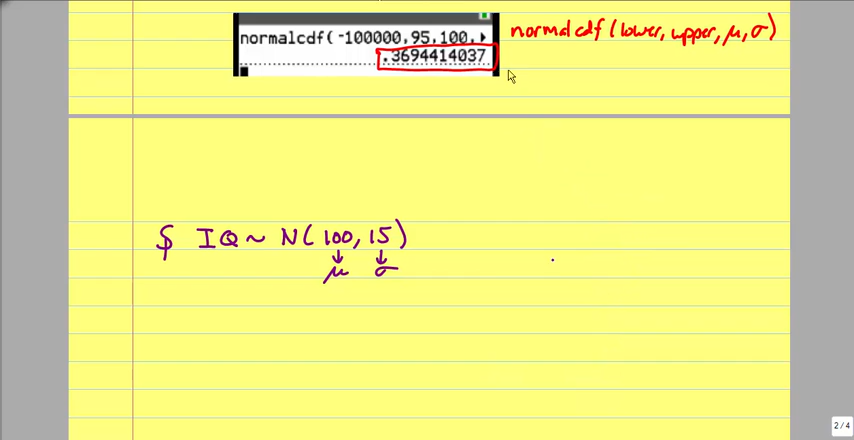 normalcdf(-100000,95,100,▶
.3694414037
normalcdf(lower, upper, μ, σ)
$ IQ ~ N(100, 15)
μ σ
2/4